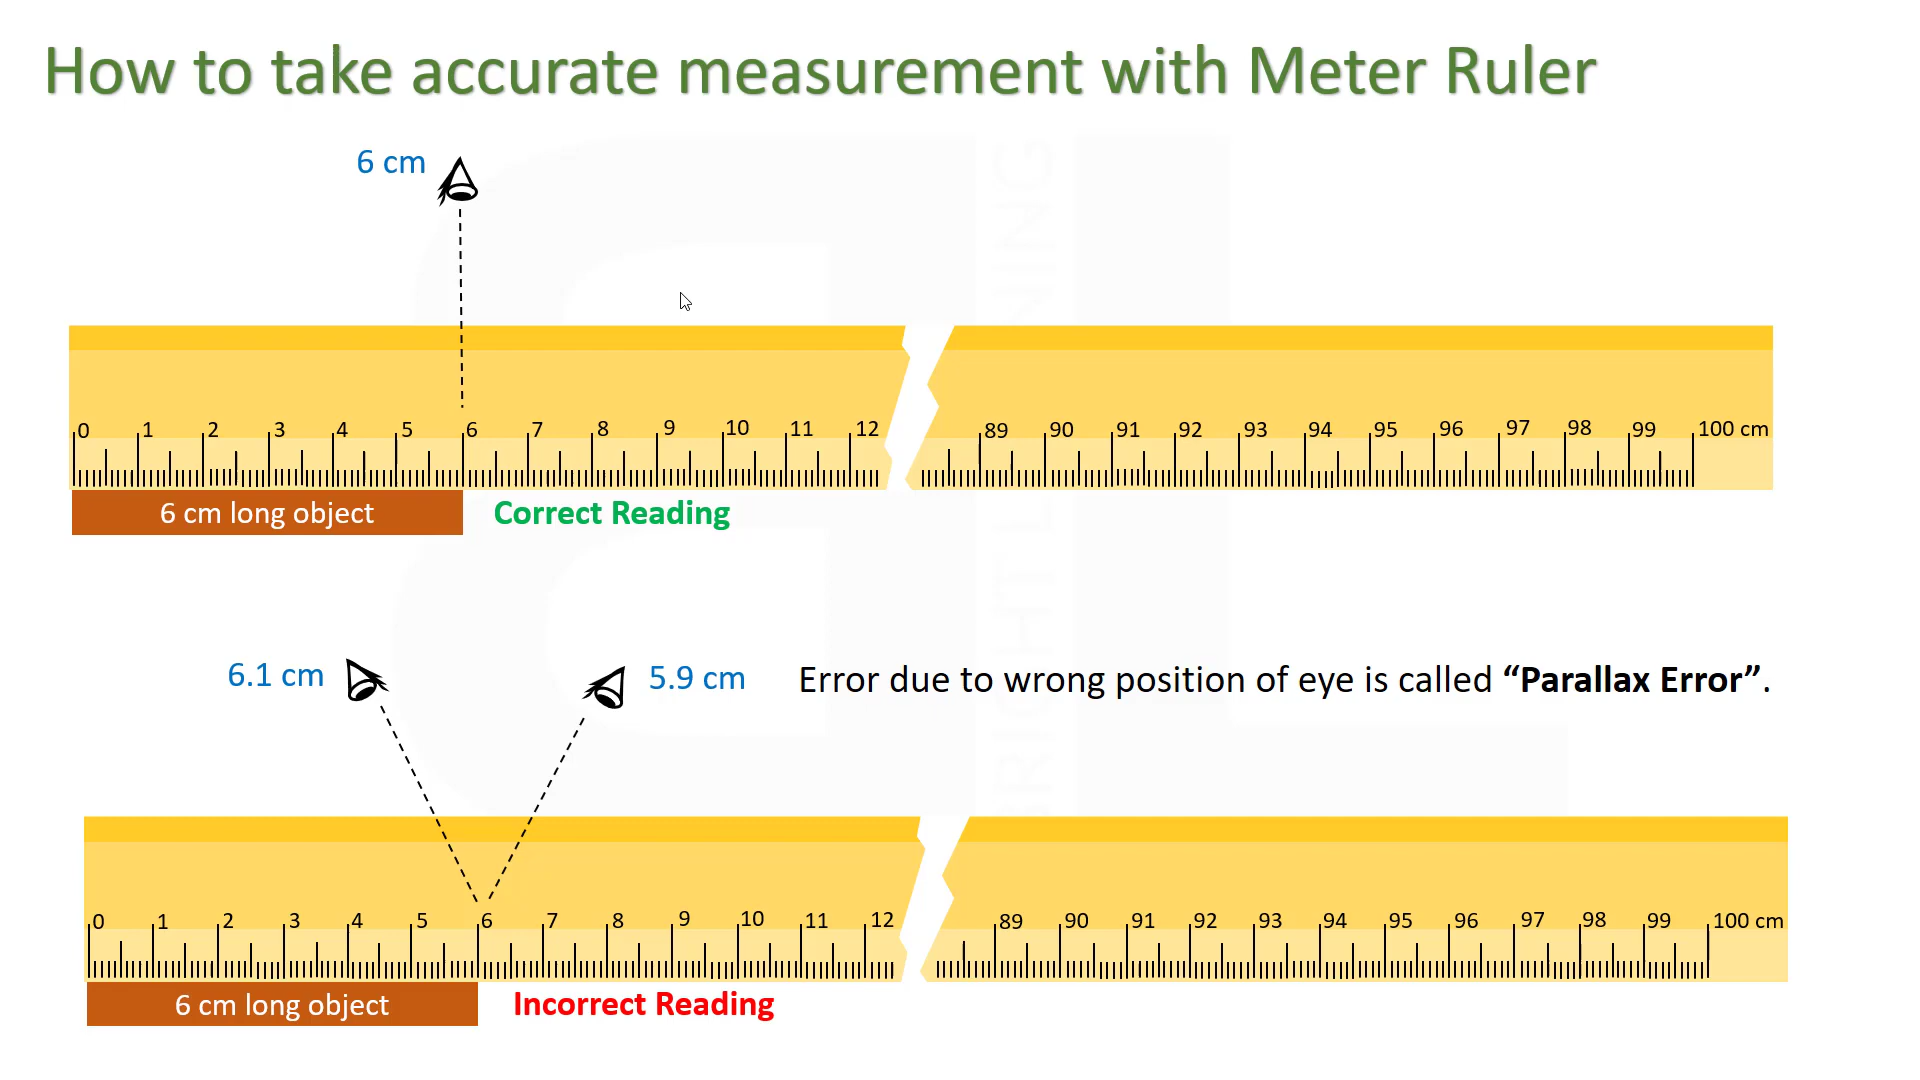 How to take accurate measurement with Meter Ruler
6 cm
0 1 2 3 4 5 6 7 8 9 10 11 12 89 90 91 92 93 94 95 96 97 98 99 100 cm
6 cm long object Correct Reading
6.1 cm 5.9 cm Error due to wrong position of eye is called “Parallax Error”.
0 1 2 3 4 5 6 7 8 9 10 11 12 89 90 91 92 93 94 95 96 97 98 99 100 cm
6 cm long object Incorrect Reading